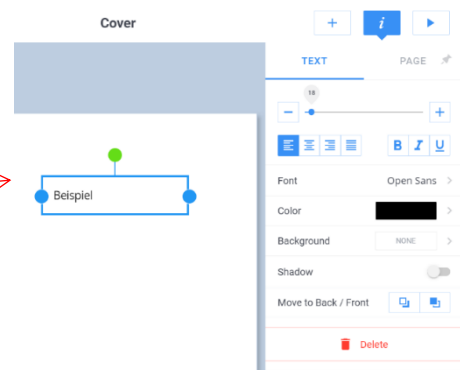 Cover
i
TEXT PAGE
18
B I U
Font Open Sans
Color
Background NONE
Shadow
Move to Back / Front
Delete
Beispiel